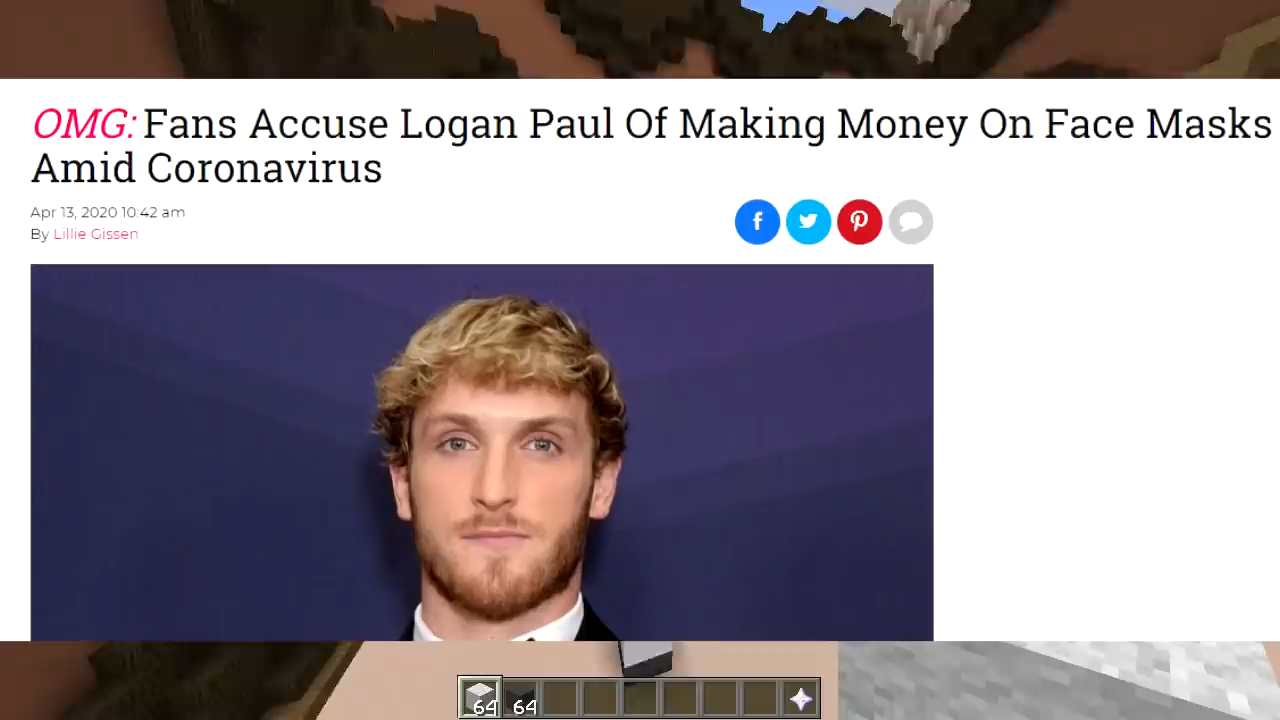 OMG: Fans Accuse Logan Paul Of Making Money On Face Masks
Amid Coronavirus
Apr 13, 2020 10:42 am
By Lillie Gissen
64 64